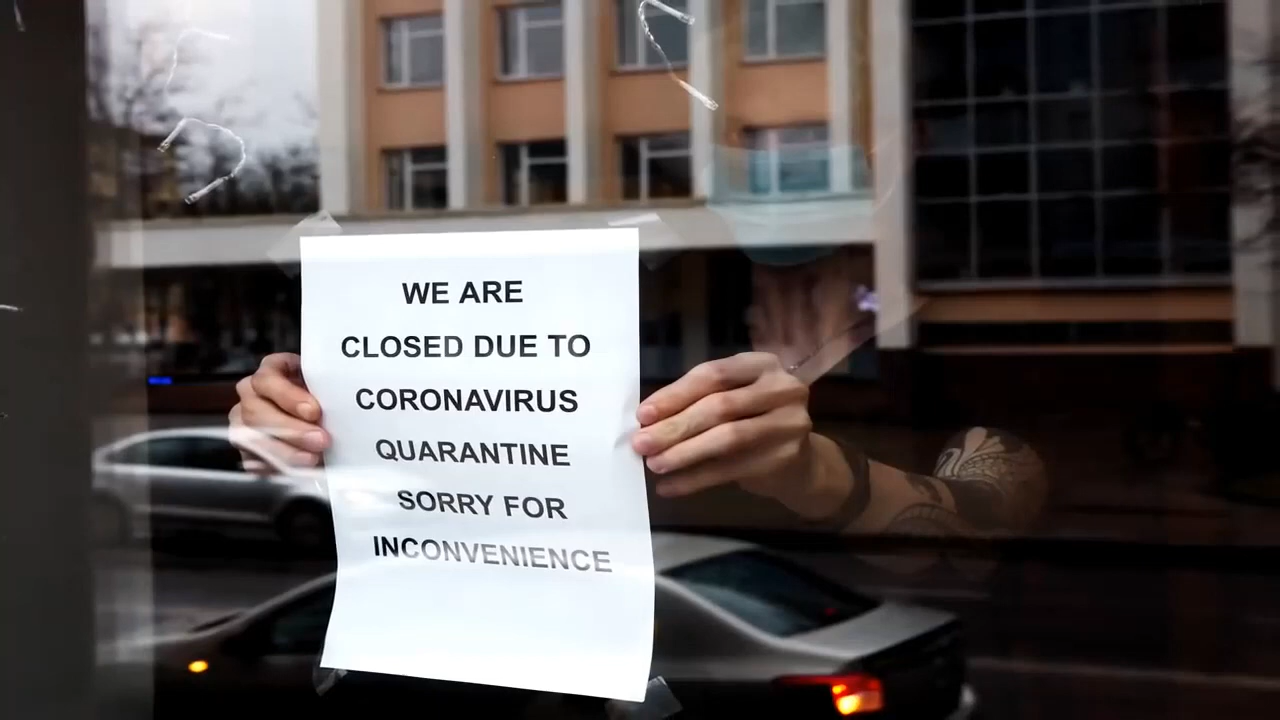 WE ARE
CLOSED DUE TO
CORONAVIRUS
QUARANTINE
SORRY FOR
INCONVENIENCE